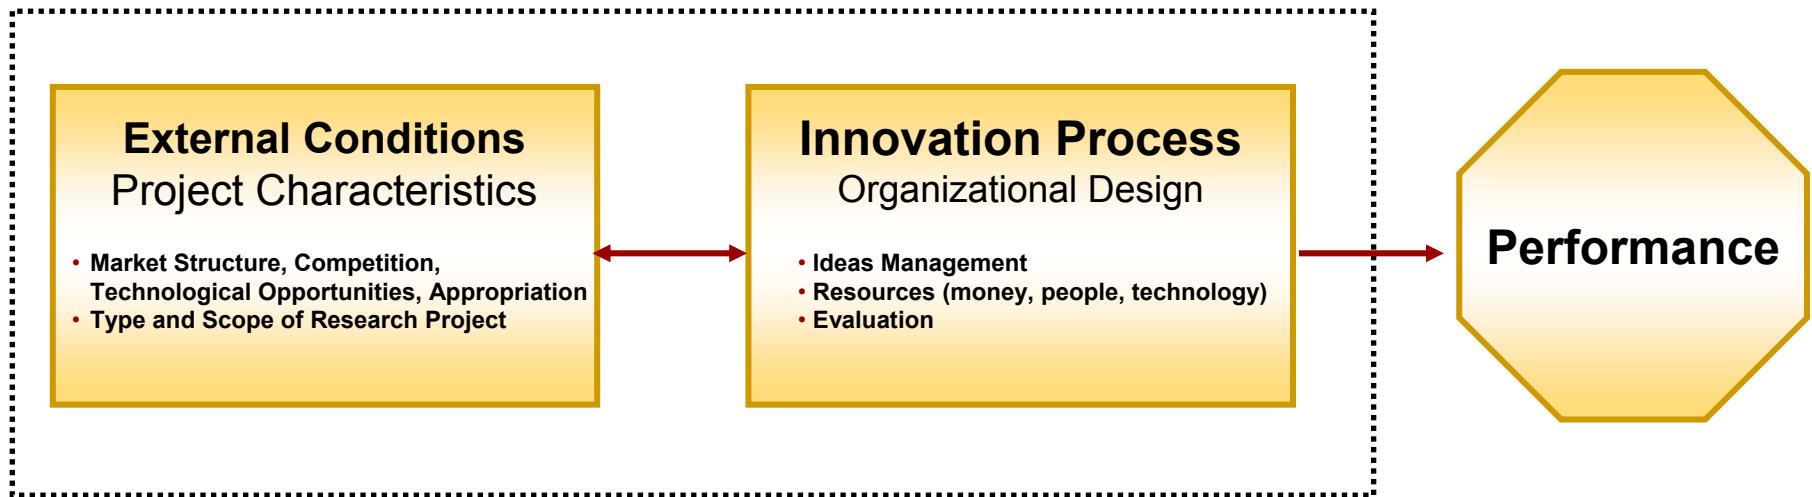 External Conditions
Project Characteristics
• Market Structure, Competition,
Technological Opportunities, Appropriation
• Type and Scope of Research Project
Innovation Process
Organizational Design
• Ideas Management
• Resources (money, people, technology)
• Evaluation
Performance